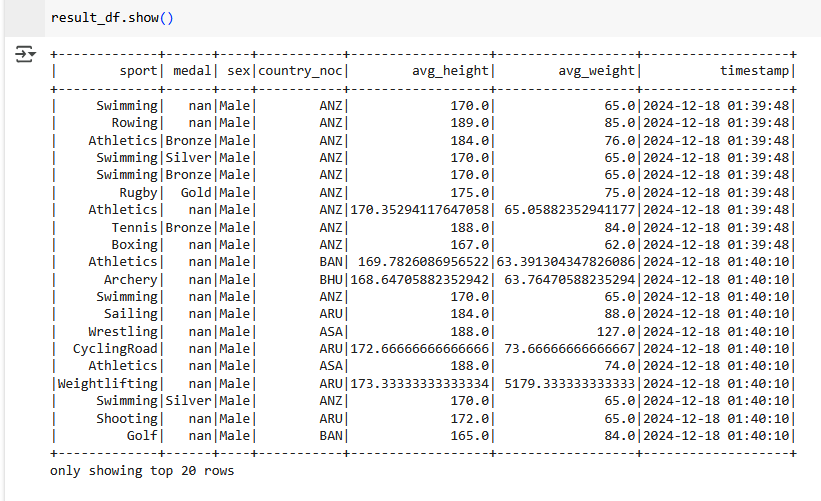 result_df.show()
+-------------+------+----+-----------+------------------+-----------------+-------------------+
|        sport| medal| sex|country_noc|        avg_height|       avg_weight|          timestamp|
+-------------+------+----+-----------+------------------+-----------------+-------------------+
|     Swimming|   nan|Male|        ANZ|             170.0|             65.0|2024-12-18 01:39:48|
|       Rowing|   nan|Male|        ANZ|             189.0|             85.0|2024-12-18 01:39:48|
|    Athletics|Bronze|Male|        ANZ|             184.0|             76.0|2024-12-18 01:39:48|
|     Swimming|Silver|Male|        ANZ|             170.0|             65.0|2024-12-18 01:39:48|
|     Swimming|Bronze|Male|        ANZ|             170.0|             65.0|2024-12-18 01:39:48|
|        Rugby|  Gold|Male|        ANZ|             175.0|             75.0|2024-12-18 01:39:48|
|    Athletics|   nan|Male|        ANZ|170.35294117647058| 65.05882352941177|2024-12-18 01:39:48|
|       Tennis|Bronze|Male|        ANZ|             188.0|             84.0|2024-12-18 01:39:48|
|       Boxing|   nan|Male|        ANZ|             167.0|             62.0|2024-12-18 01:39:48|
|    Athletics|   nan|Male|        BAN| 169.7826086956522|63.391304347826086|2024-12-18 01:40:10|
|      Archery|   nan|Male|        BHU|168.64705882352942| 63.76470588235294|2024-12-18 01:40:10|
|     Swimming|   nan|Male|        ANZ|             170.0|             65.0|2024-12-18 01:40:10|
|      Sailing|   nan|Male|        ARU|             184.0|             88.0|2024-12-18 01:40:10|
|    Wrestling|   nan|Male|        ASA|             188.0|            127.0|2024-12-18 01:40:10|
|  CyclingRoad|   nan|Male|        ARU|172.66666666666666| 73.66666666666667|2024-12-18 01:40:10|
|    Athletics|   nan|Male|        ASA|             188.0|             74.0|2024-12-18 01:40:10|
|Weightlifting|   nan|Male|        ARU|173.33333333333334| 5179.333333333333|2024-12-18 01:40:10|
|     Swimming|Silver|Male|        ANZ|             170.0|             65.0|2024-12-18 01:40:10|
|     Shooting|   nan|Male|        ARU|             172.0|             65.0|2024-12-18 01:40:10|
|         Golf|   nan|Male|        BAN|             165.0|             84.0|2024-12-18 01:40:10|
+-------------+------+----+-----------+------------------+-----------------+-------------------+
only showing top 20 rows